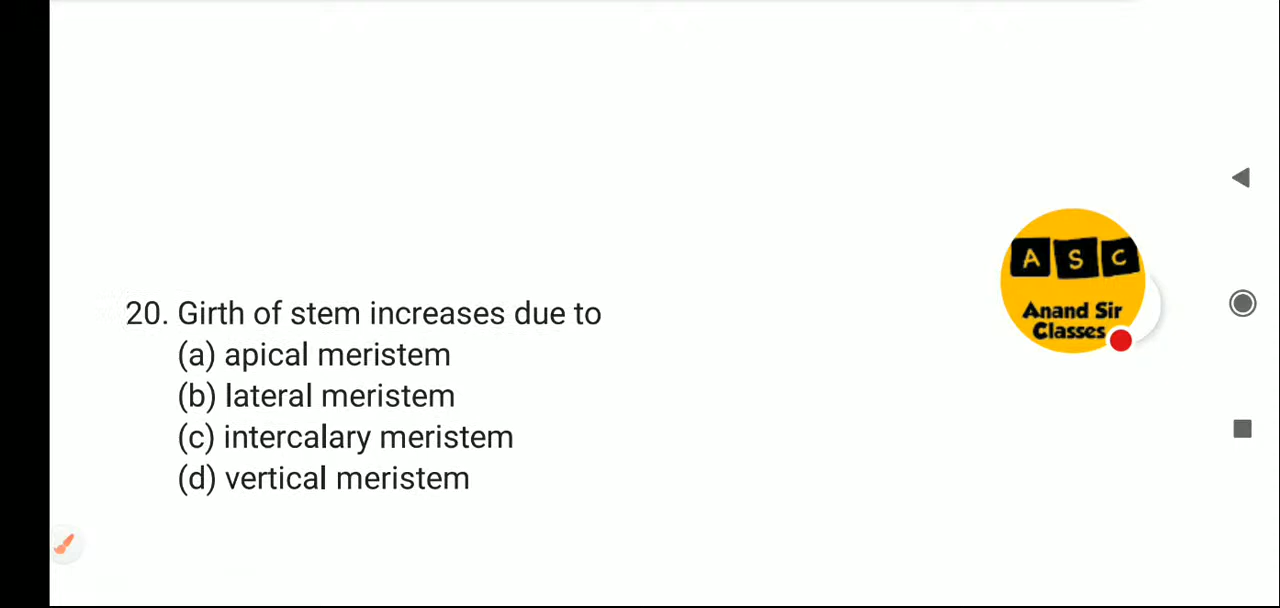 A S C
Anand Sir
Classes
20. Girth of stem increases due to
(a) apical meristem
(b) lateral meristem
(c) intercalary meristem
(d) vertical meristem